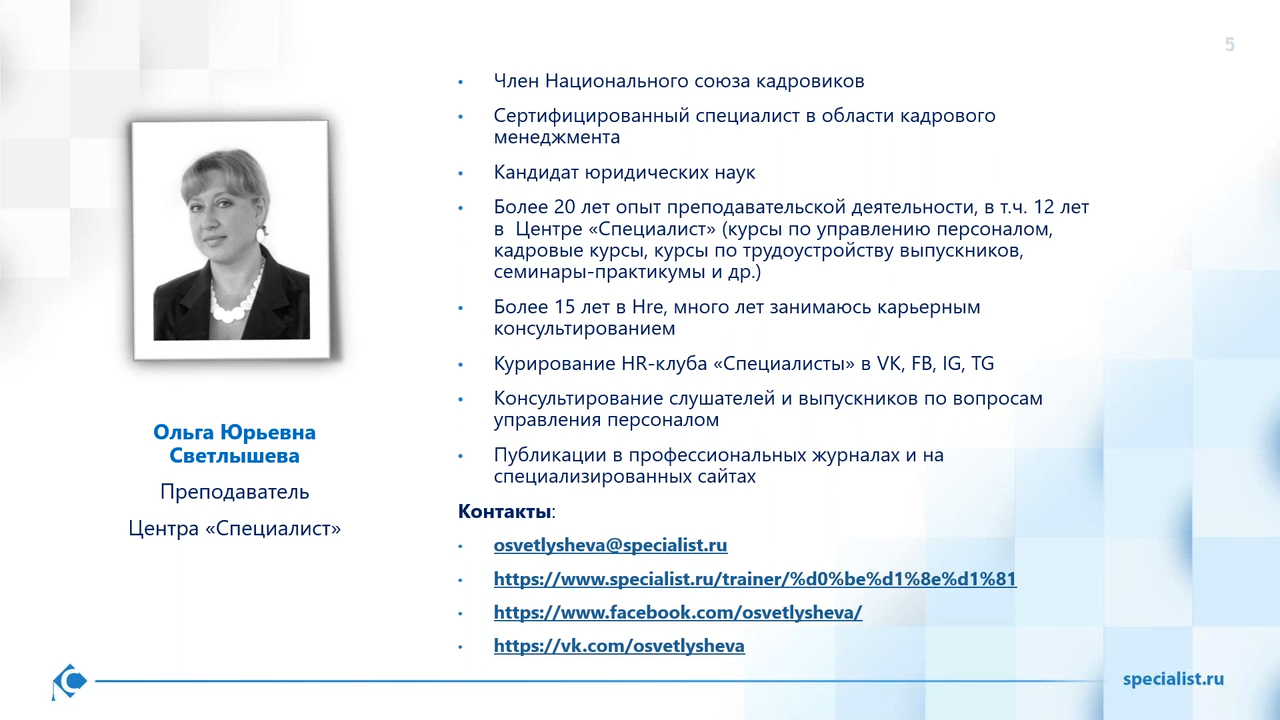 5
Ольга Юрьевна
Светлышева
Преподаватель
Центра «Специалист»
• Член Национального союза кадровиков
• Сертифицированный специалист в области кадрового
менеджмента
• Кандидат юридических наук
• Более 20 лет опыт преподавательской деятельности, в т.ч. 12 лет
в Центре «Специалист» (курсы по управлению персоналом,
кадровые курсы, курсы по трудоустройству выпускников,
семинары-практикумы и др.)
• Более 15 лет в Hre, много лет занимаюсь карьерным
консультированием
• Курирование HR-клуба «Специалисты» в VK, FB, IG, TG
• Консультирование слушателей и выпускников по вопросам
управления персоналом
• Публикации в профессиональных журналах и на
специализированных сайтах
Контакты:
• osvetlysheva@specialist.ru
• https://www.specialist.ru/trainer/%d0%be%d1%8e%d1%81
• https://www.facebook.com/osvetlysheva/
• https://vk.com/osvetlysheva
specialist.ru